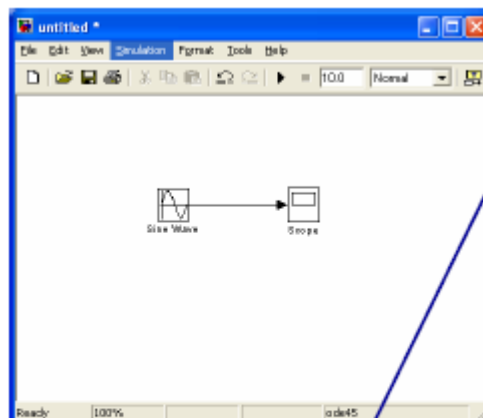 untitled *
File Edit View Simulation Format Tools Help
10.0 Normal
Sine Wave Scope
Ready 100% ode45